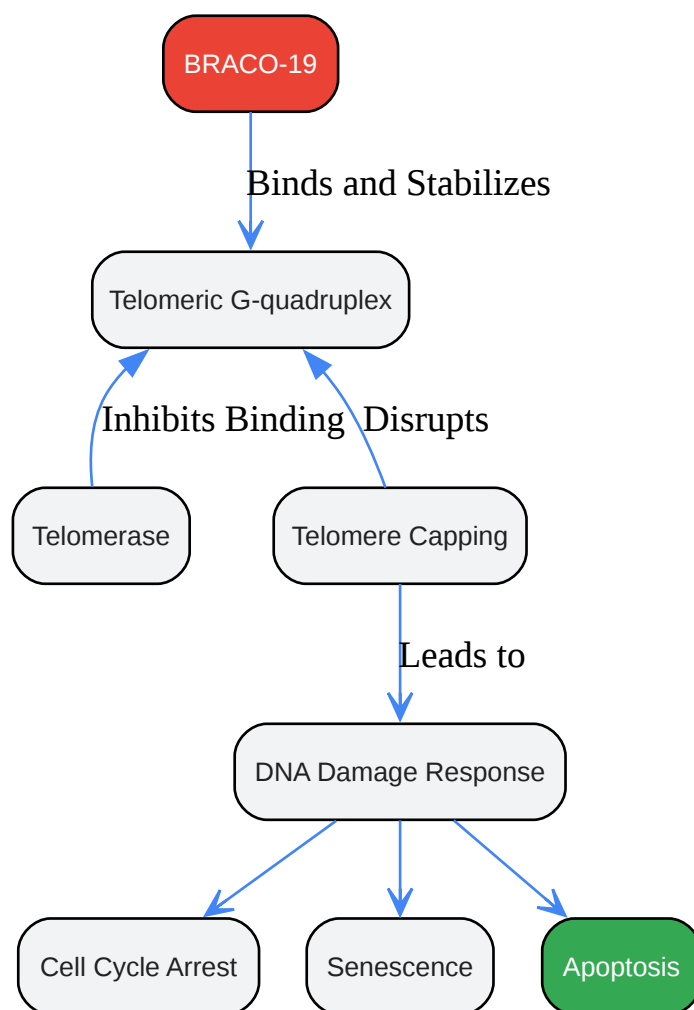 BRACO-19
Binds and Stabilizes
Telomeric G-quadruplex
Inhibits Binding
Disrupts
Telomerase
Telomere Capping
Leads to
DNA Damage Response
Cell Cycle Arrest
Senescence
Apoptosis